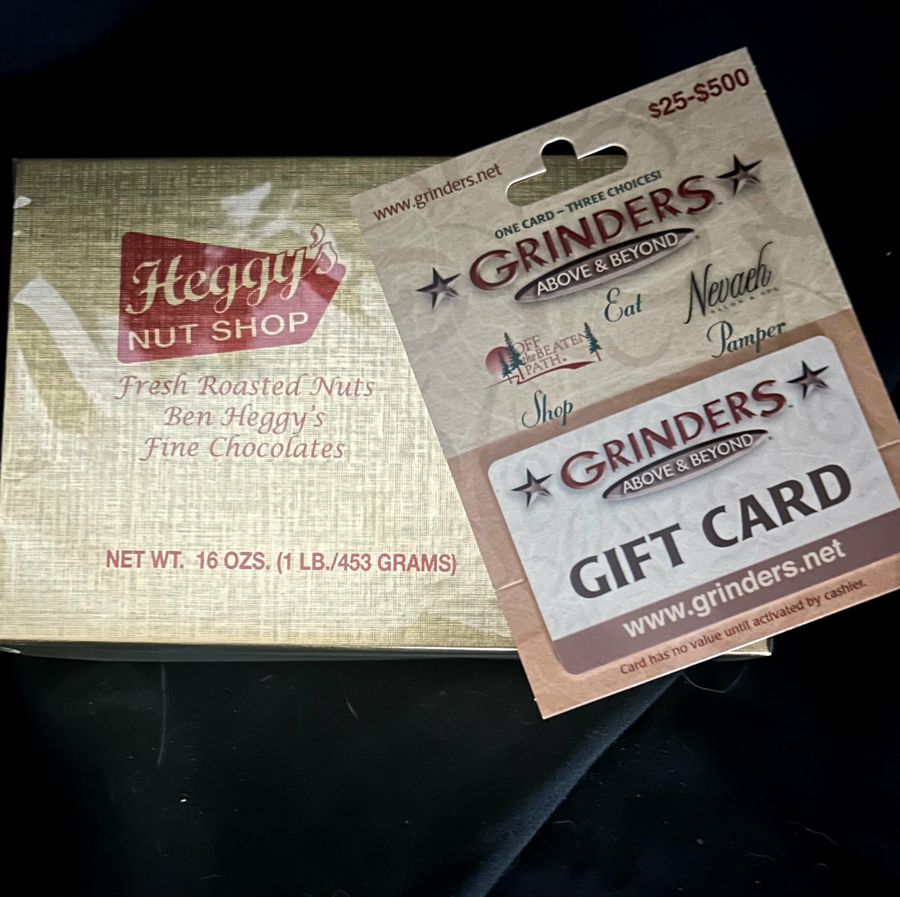 Heggy's
NUT SHOP
Fresh Roasted Nuts
Ben Heggy's
Fine Chocolates
NET WT. 16 OZS. (1 LB./453 GRAMS)
$25-$500
www.grinders.net
ONE CARD – THREE CHOICES!
GRINDERS
ABOVE & BEYOND
Eat
Nevaeh
SALON & SPA
Pamper
OFF
the BEATEN
PATH
Shop
GRINDERS
ABOVE & BEYOND
GIFT CARD
www.grinders.net
Card has no value until activated by cashier.